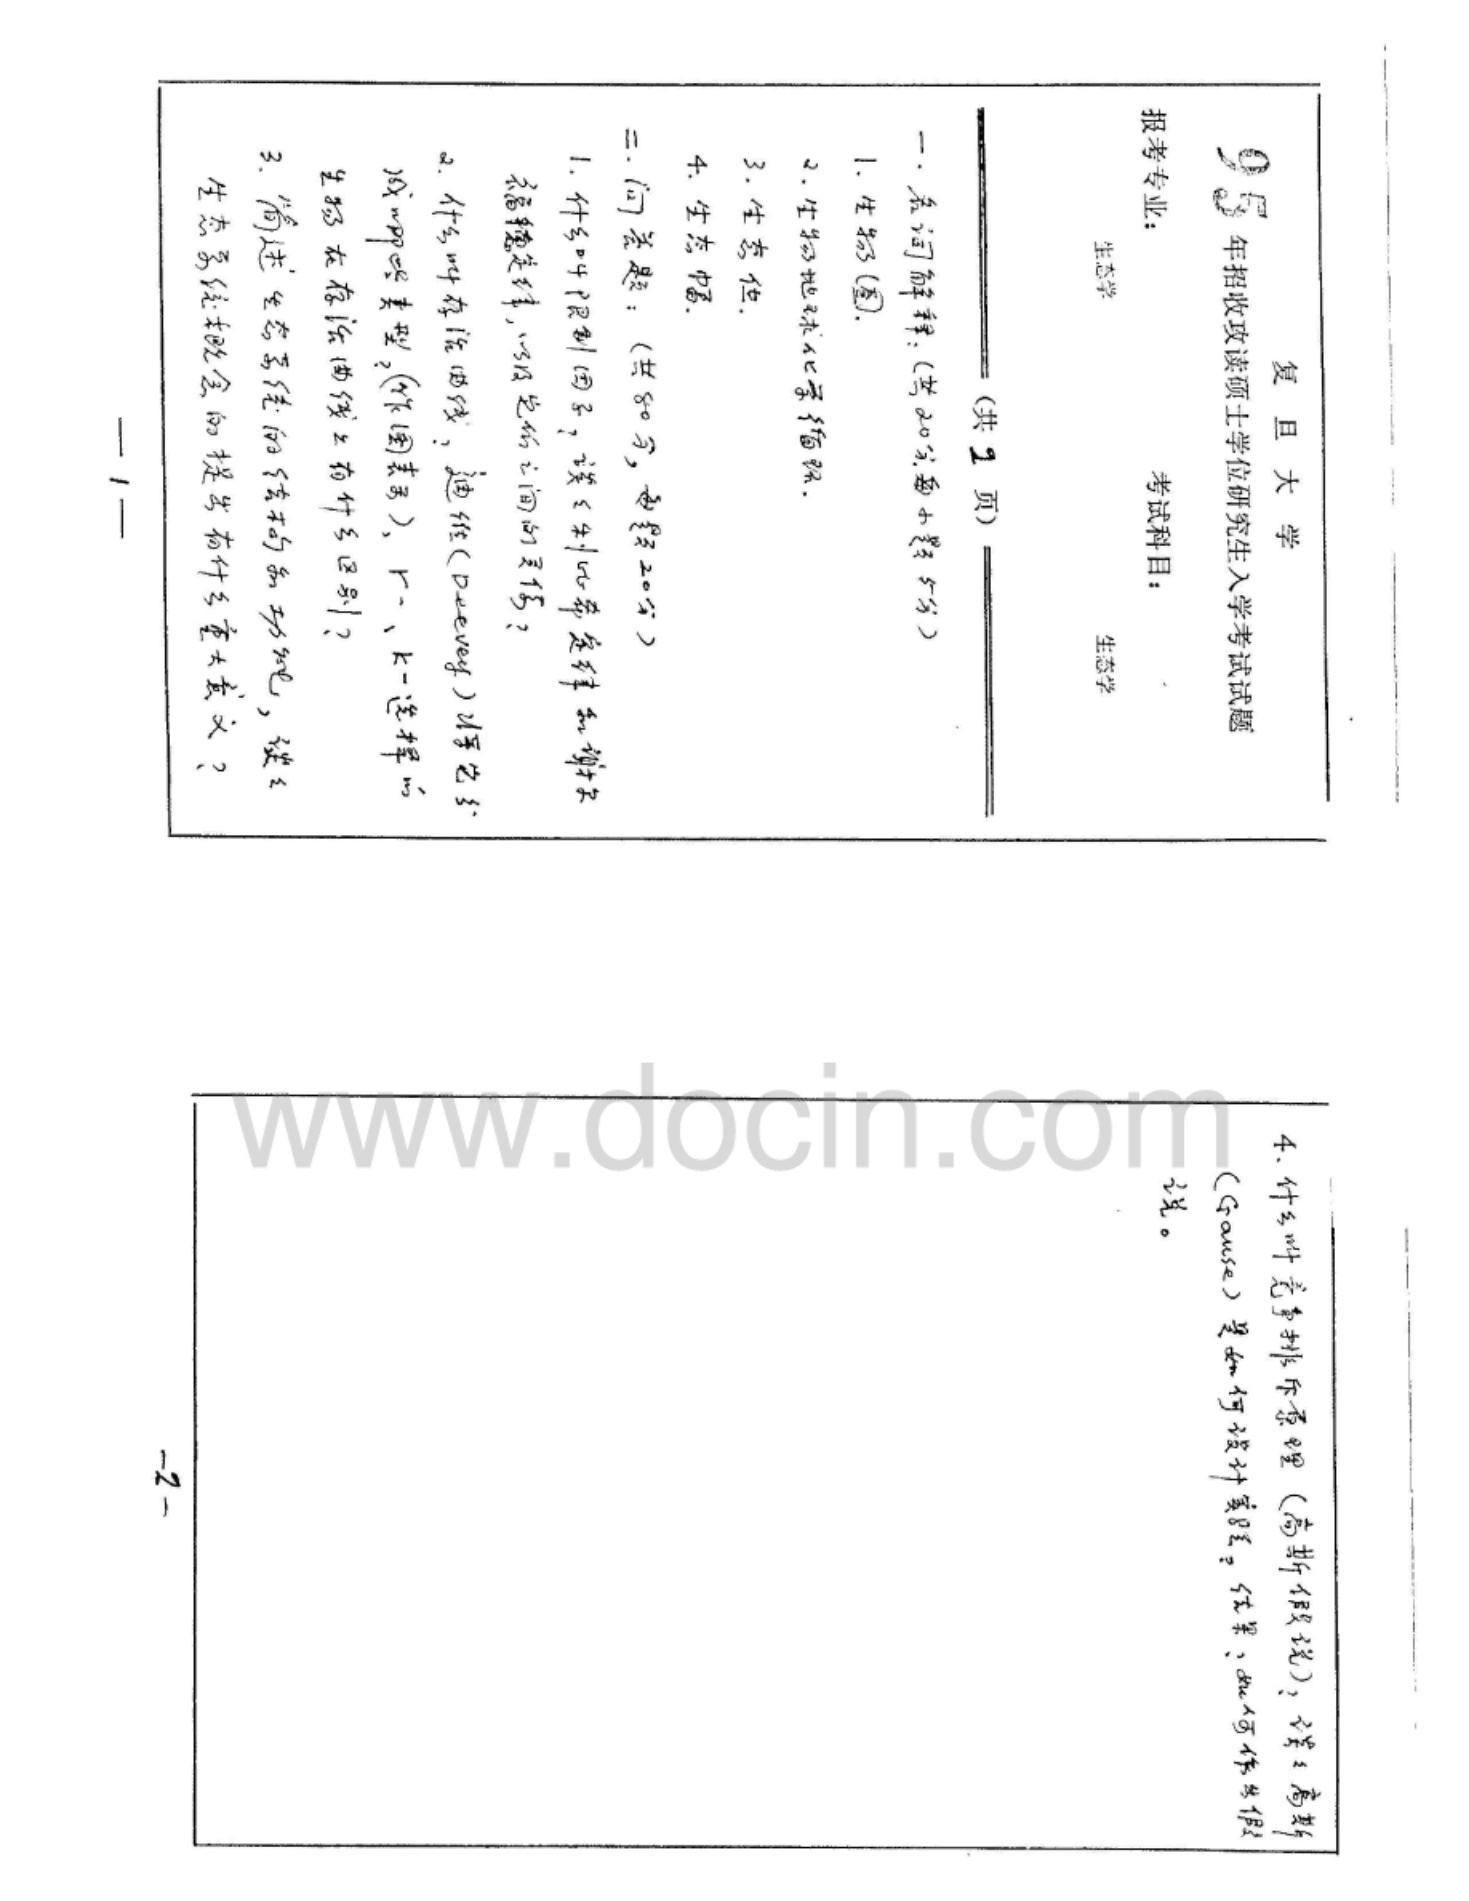 复旦大学
95年招收攻读硕士学位研究生入学考试试题
报考专业： 考试科目：
生态学 生态学
（共 2 页）
一. 名词解释：（共20分，每小题5分）
1. 生物（圈）.
2. 生物地球化学循环.
3. 生态位.
4. 生态幅.
二. 问答题：（共80分，每题20分）
1. 什么叫限制因子，谈谈利比希定律和谢尔
福德定律，以及它们之间的关系？
2. 什么叫存活曲线，迪维（Deevey）将它分
成哪些类型，（作图表示）、r-、k-选择的
生物在存活曲线上有什么区别？
3. 简述生态系统的结构和功能，谈谈
生态系统概念的提出有什么重大意义？
— 1 —
4. 什么叫竞争排斥原理（高斯假说），谈谈高斯
（Gause）是如何设计实验，结果，如何作出假
说。
-2-
www.docin.com